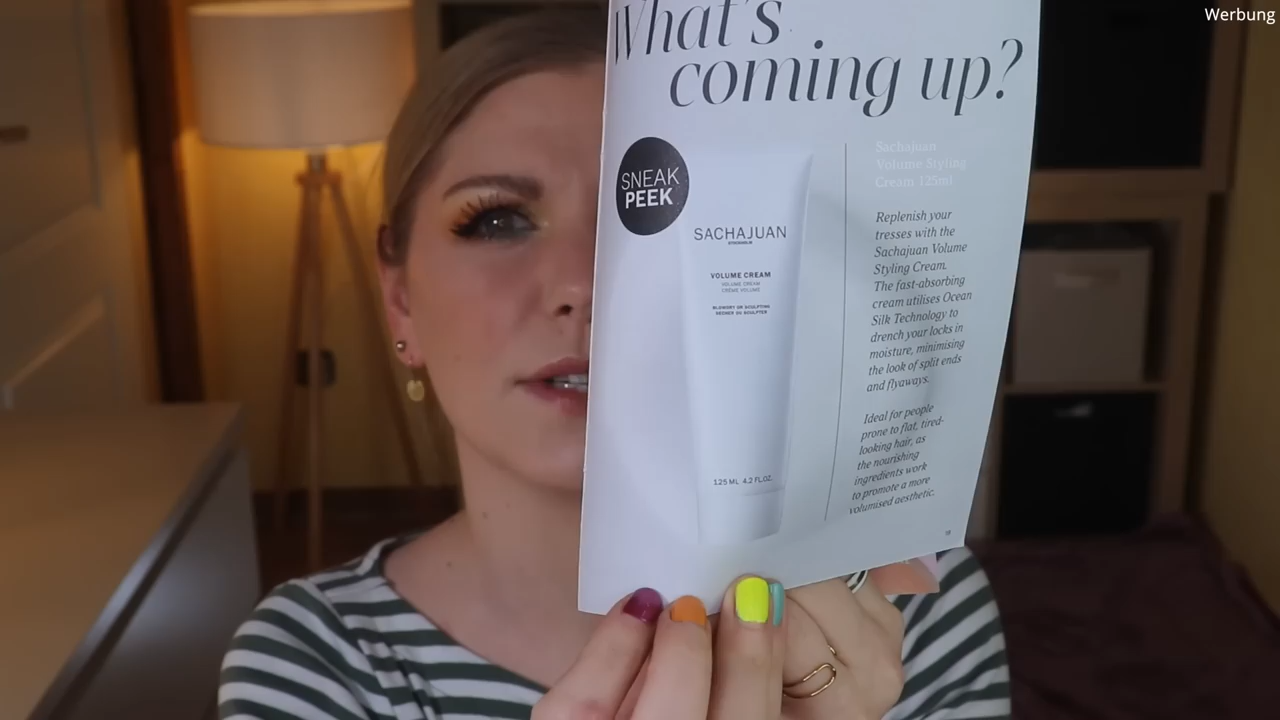 Werbung
What's
coming up?
SNEAK
PEEK
SACHAJUAN
STOCKHOLM
VOLUME CREAM
VOLUME CREAM
CRÈME VOLUME
BLOWDRY OR SCULPTING
SÉCHER OU SCULPTER
125 ML 4.2 FL.OZ.
Sachajuan
Volume Styling
Cream 125ml
Replenish your
tresses with the
Sachajuan Volume
Styling Cream.
The fast-absorbing
cream utilises Ocean
Silk Technology to
drench your locks in
moisture, minimising
the look of split ends
and flyaways.
Ideal for people
prone to flat, tired-
looking hair, as
the nourishing
ingredients work
to promote a more
volumised aesthetic.